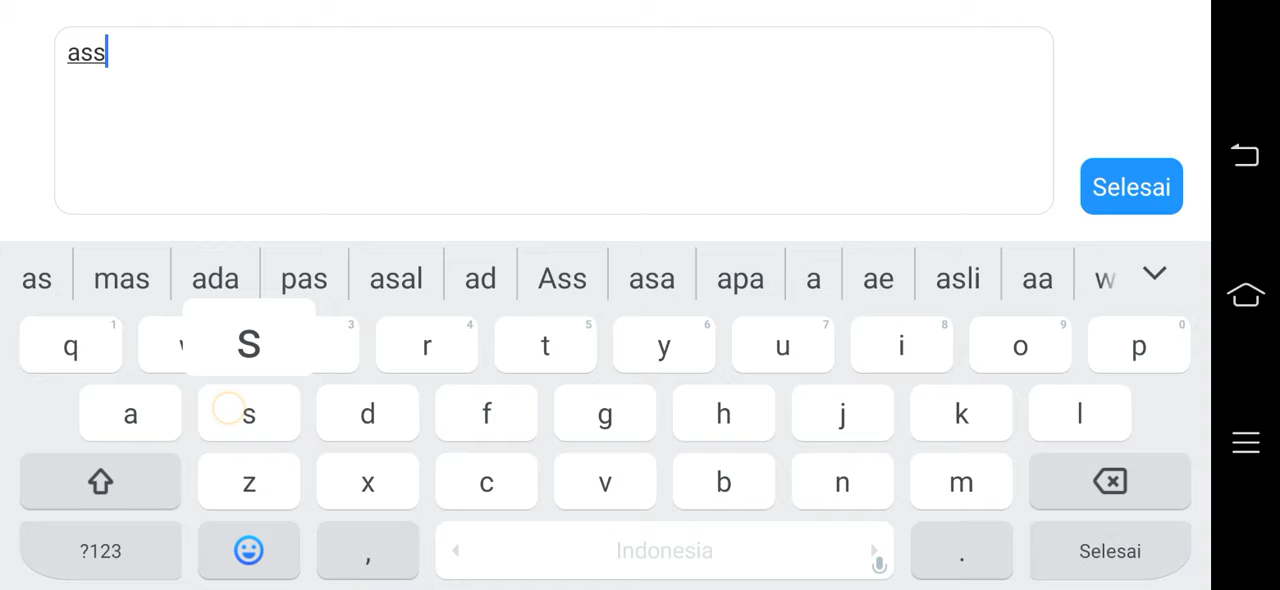 ass
Selesai
as mas ada pas asal ad Ass asa apa a ae asli aa w
q 1 S 3 r 4 t 5 y 6 u 7 i 8 o 9 p 0
a s d f g h j k l
z x c v b n m
?123 , Indonesia . Selesai